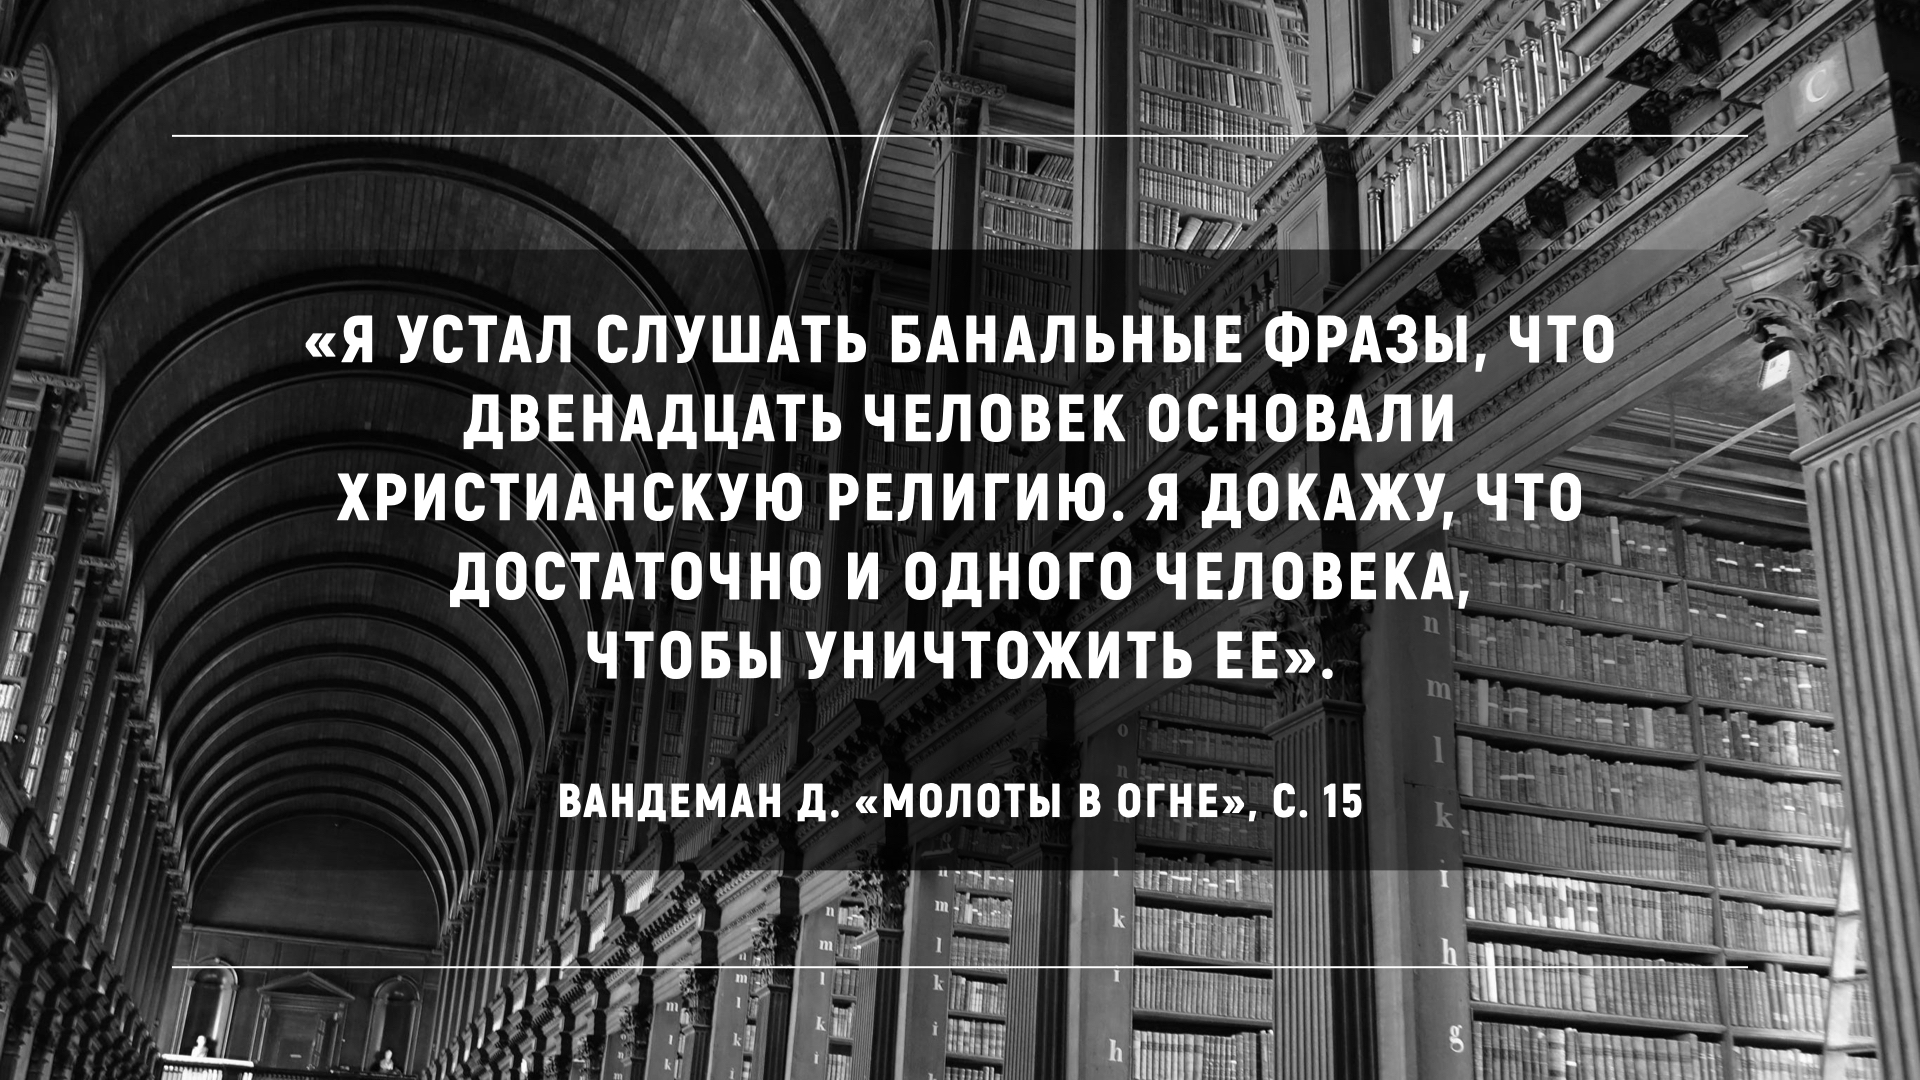 «Я УСТАЛ СЛУШАТЬ БАНАЛЬНЫЕ ФРАЗЫ, ЧТО
ДВЕНАДЦАТЬ ЧЕЛОВЕК ОСНОВАЛИ
ХРИСТИАНСКУЮ РЕЛИГИЮ. Я ДОКАЖУ, ЧТО
ДОСТАТОЧНО И ОДНОГО ЧЕЛОВЕКА,
ЧТОБЫ УНИЧТОЖИТЬ ЕЕ».
ВАНДЕМАН Д. «МОЛОТЫ В ОГНЕ», С. 15
C
n
m
l
k
i
h
g
o
n
l
k
i
h
n
m
l
k
i
m
l
k
i